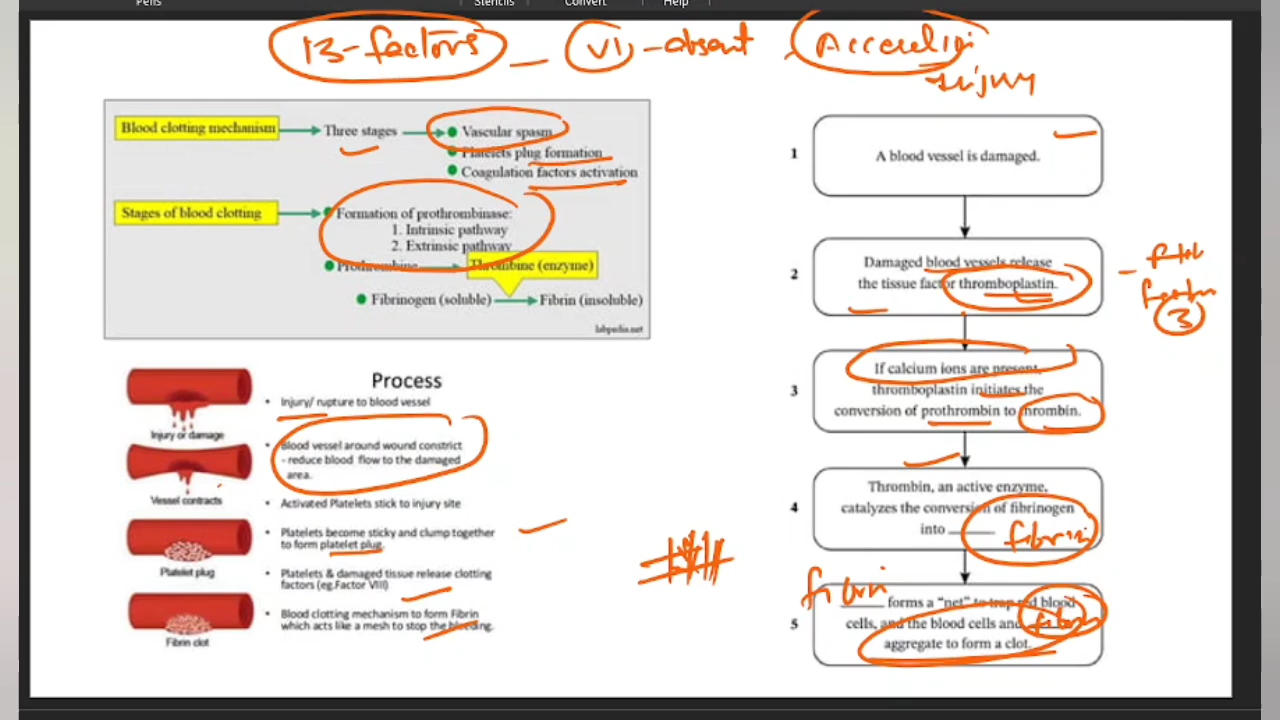 Pens Stencils Convert Help
13-factors - VI - absent Accerelin
injury
Blood clotting mechanism Three stages Vascular spasm
Platelets plug formation
Coagulation factors activation
Stages of blood clotting Formation of prothrombinase:
1. Intrinsic pathway
2. Extrinsic pathway
Prothrombine Thrombine (enzyme)
Fibrinogen (soluble) Fibrin (insoluble)
labpedia.net
Process
Injury or damage
Vessel contracts
Platelet plug
Fibrin clot
• Injury/ rupture to blood vessel
• Blood vessel around wound constrict
- reduce blood flow to the damaged
area.
• Activated Platelets stick to injury site
• Platelets become sticky and clump together
to form platelet plug.
• Platelets & damaged tissue release clotting
factors (eg.Factor VIII)
• Blood clotting mechanism to form Fibrin
which acts like a mesh to stop the bleeding.
1 A blood vessel is damaged.
2 Damaged blood vessels release
the tissue factor thromboplastin.
factor
3
3 If calcium ions are present,
thromboplastin initiates the
conversion of prothrombin to thrombin.
4 Thrombin, an active enzyme,
catalyzes the conversion of fibrinogen
into ______ fibrin
5 fibrin ______ forms a "net" to trap red blood
cells, and the blood cells and fibrin
aggregate to form a clot.